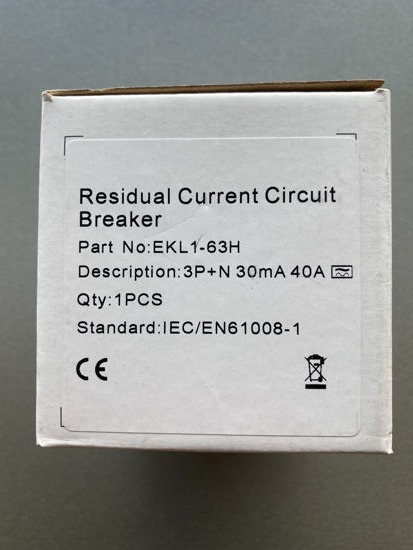 Residual Current Circuit
Breaker
Part No:EKL1-63H
Description:3P+N 30mA 40A
Qty:1PCS
Standard:IEC/EN61008-1
CE